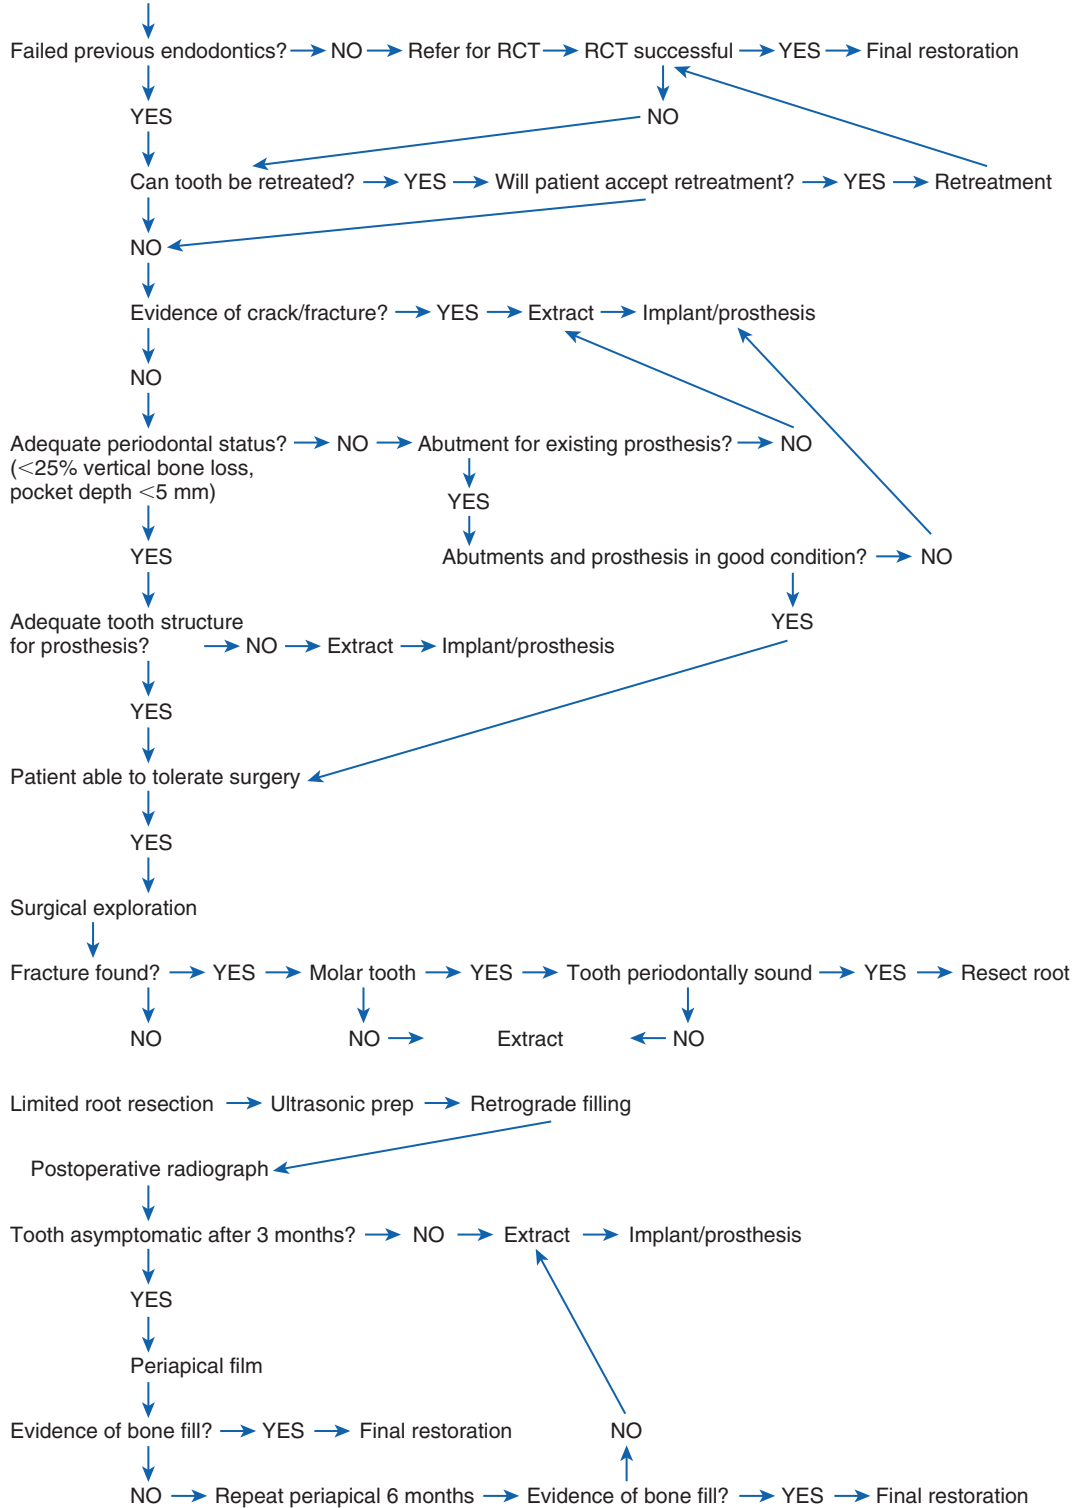 Failed previous endodontics? NO Refer for RCT RCT successful YES Final restoration
YES NO
Can tooth be retreated? YES Will patient accept retreatment? YES Retreatment
NO
Evidence of crack/fracture? YES Extract Implant/prosthesis
NO
Adequate periodontal status? NO Abutment for existing prosthesis? NO
(<25% vertical bone loss,
pocket depth <5 mm) YES
YES Abutments and prosthesis in good condition? NO
Adequate tooth structure YES
for prosthesis? NO Extract Implant/prosthesis
YES
Patient able to tolerate surgery
YES
Surgical exploration
Fracture found? YES Molar tooth YES Tooth periodontally sound YES Resect root
NO NO Extract NO
Limited root resection Ultrasonic prep Retrograde filling
Postoperative radiograph
Tooth asymptomatic after 3 months? NO Extract Implant/prosthesis
YES
Periapical film
Evidence of bone fill? YES Final restoration NO
NO Repeat periapical 6 months Evidence of bone fill? YES Final restoration